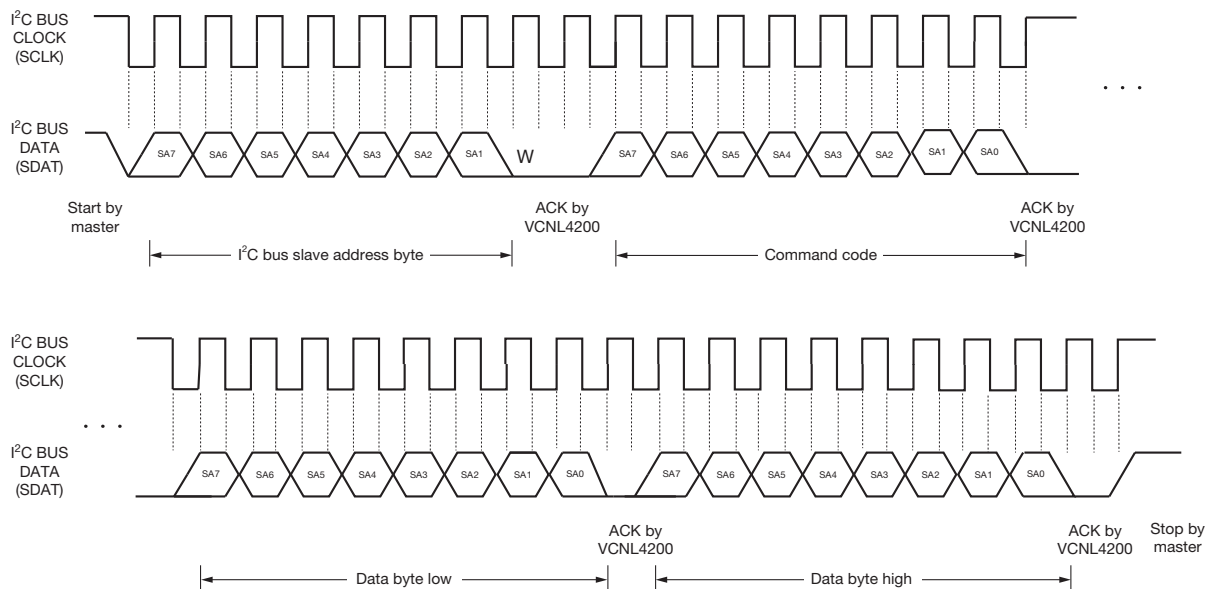 I²C BUS
CLOCK
(SCLK)
. . .
I²C BUS
DATA
(SDAT)
SA7 SA6 SA5 SA4 SA3 SA2 SA1 W SA7 SA6 SA5 SA4 SA3 SA2 SA1 SA0
Start by
master
ACK by
VCNL4200
ACK by
VCNL4200
I²C bus slave address byte
Command code
I²C BUS
CLOCK
(SCLK)
. . .
I²C BUS
DATA
(SDAT)
SA7 SA6 SA5 SA4 SA3 SA2 SA1 SA0 SA7 SA6 SA5 SA4 SA3 SA2 SA1 SA0
ACK by
VCNL4200
ACK by
VCNL4200
Stop by
master
Data byte low
Data byte high